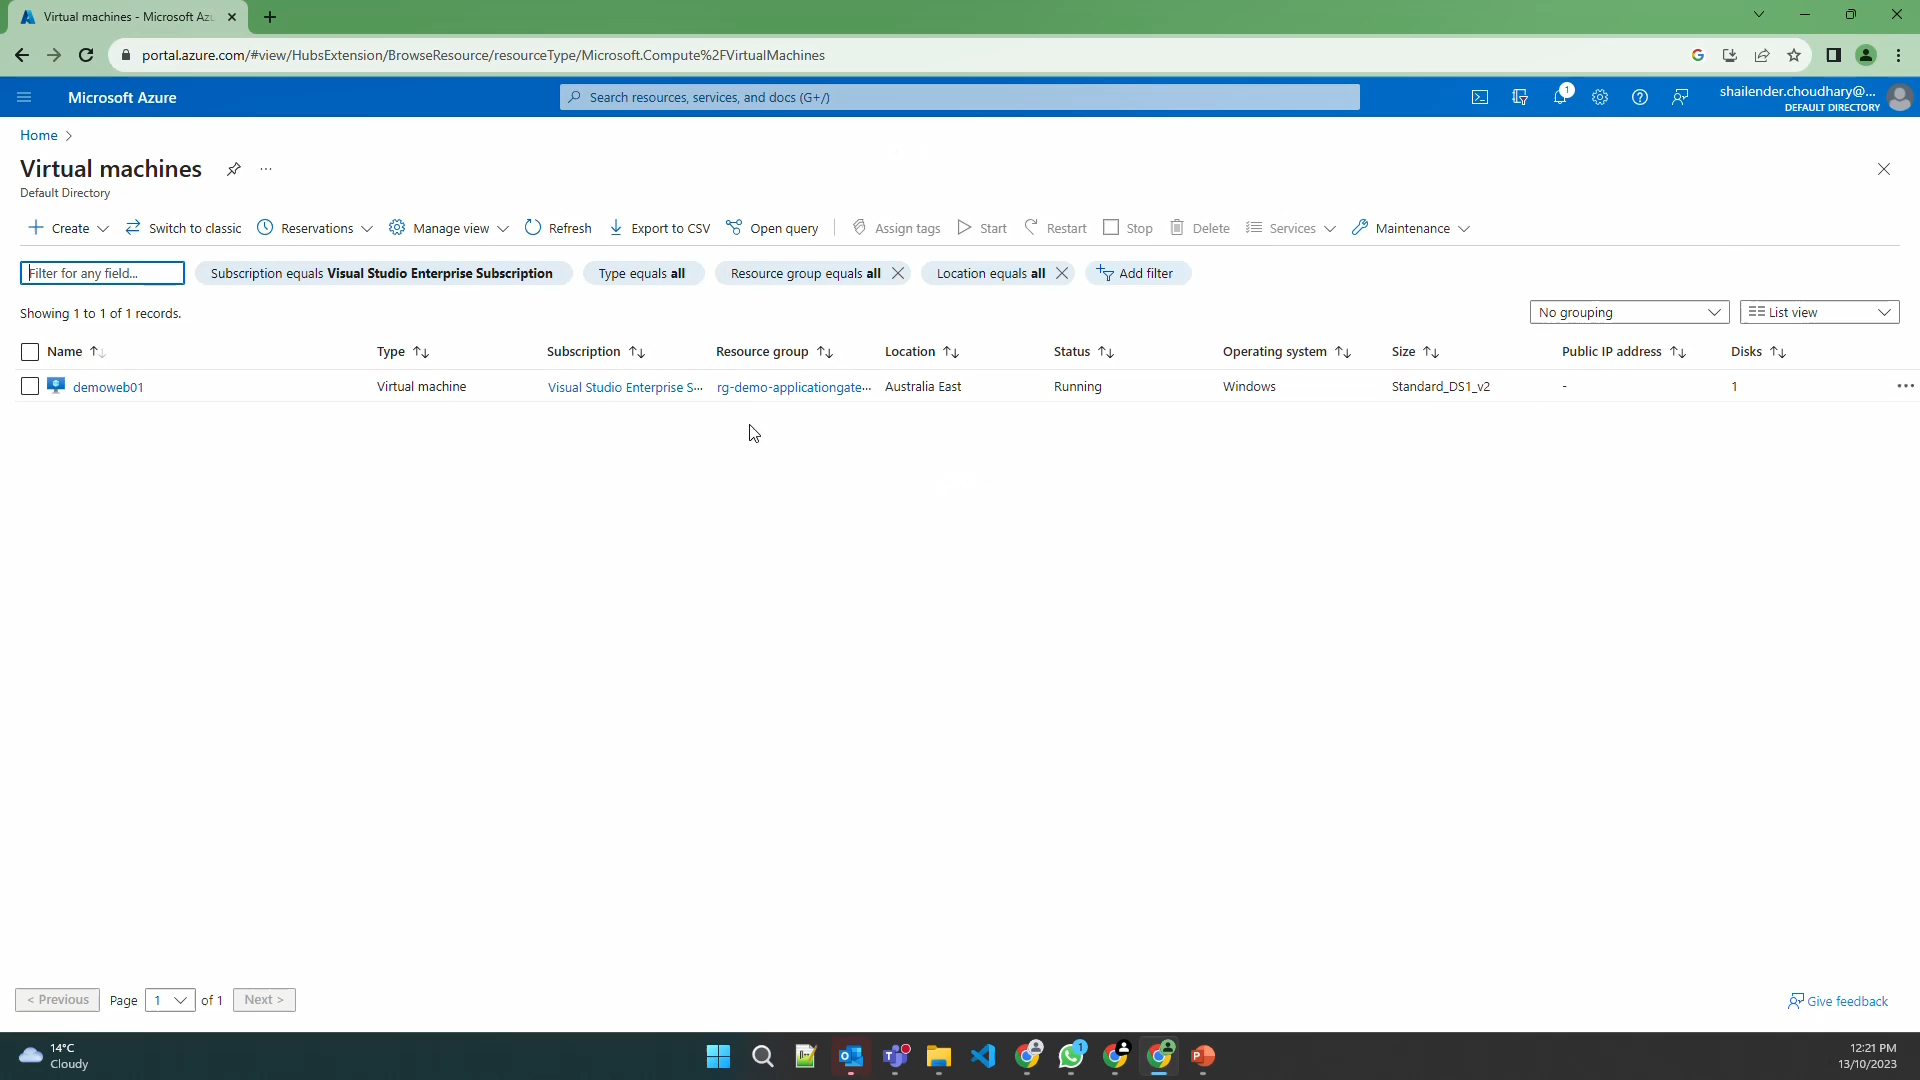 Virtual machines - Microsoft Az
portal.azure.com/#view/HubsExtension/BrowseResource/resourceType/Microsoft.Compute%2FVirtualMachines
Microsoft Azure
Search resources, services, and docs (G+/)
1
shailender.choudhary@...
DEFAULT DIRECTORY
Home
Virtual machines
Default Directory
Create
Switch to classic
Reservations
Manage view
Refresh
Export to CSV
Open query
Assign tags
Start
Restart
Stop
Delete
Services
Maintenance
Filter for any field...
Subscription equals Visual Studio Enterprise Subscription
Type equals all
Resource group equals all
Location equals all
Add filter
Showing 1 to 1 of 1 records.
No grouping
List view
Name
Type
Subscription
Resource group
Location
Status
Operating system
Size
Public IP address
Disks
demoweb01
Virtual machine
Visual Studio Enterprise S...
rg-demo-applicationgate...
Australia East
Running
Windows
Standard_DS1_v2
-
1
< Previous
Page
1
of 1
Next >
Give feedback
14°C
Cloudy
1
12:21 PM
13/10/2023